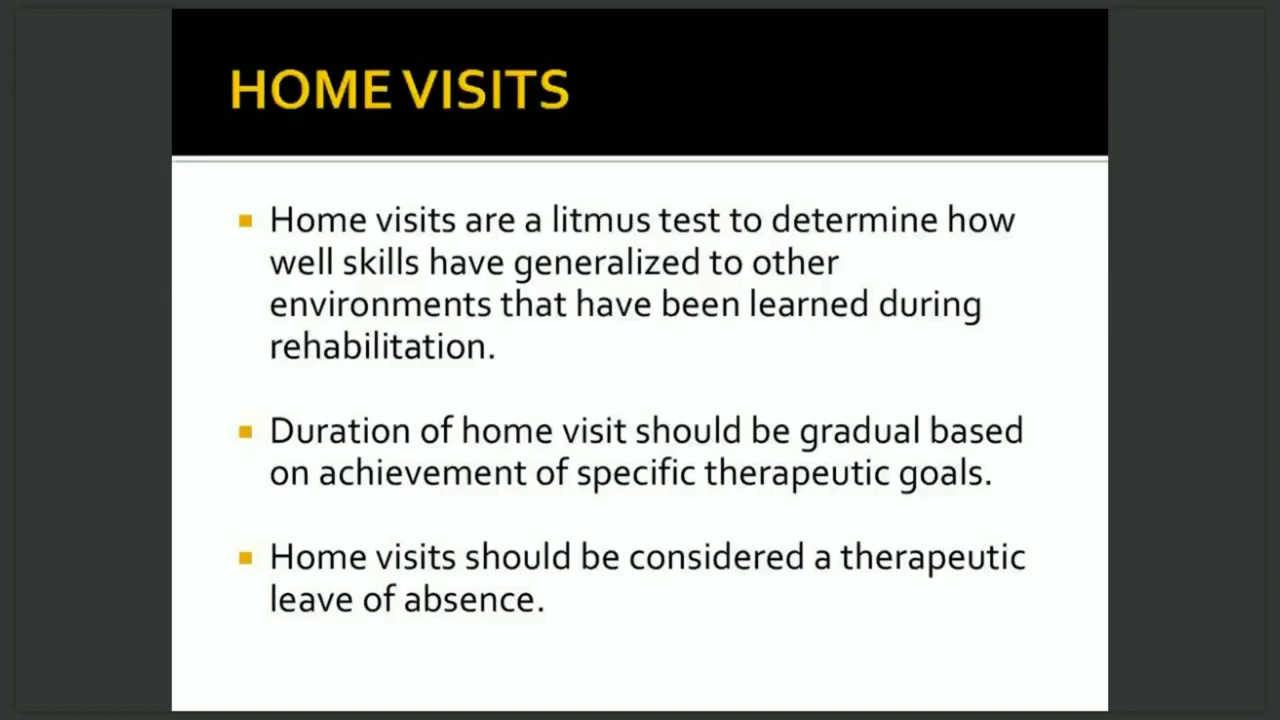 HOME VISITS
Home visits are a litmus test to determine how
well skills have generalized to other
environments that have been learned during
rehabilitation.
Duration of home visit should be gradual based
on achievement of specific therapeutic goals.
Home visits should be considered a therapeutic
leave of absence.